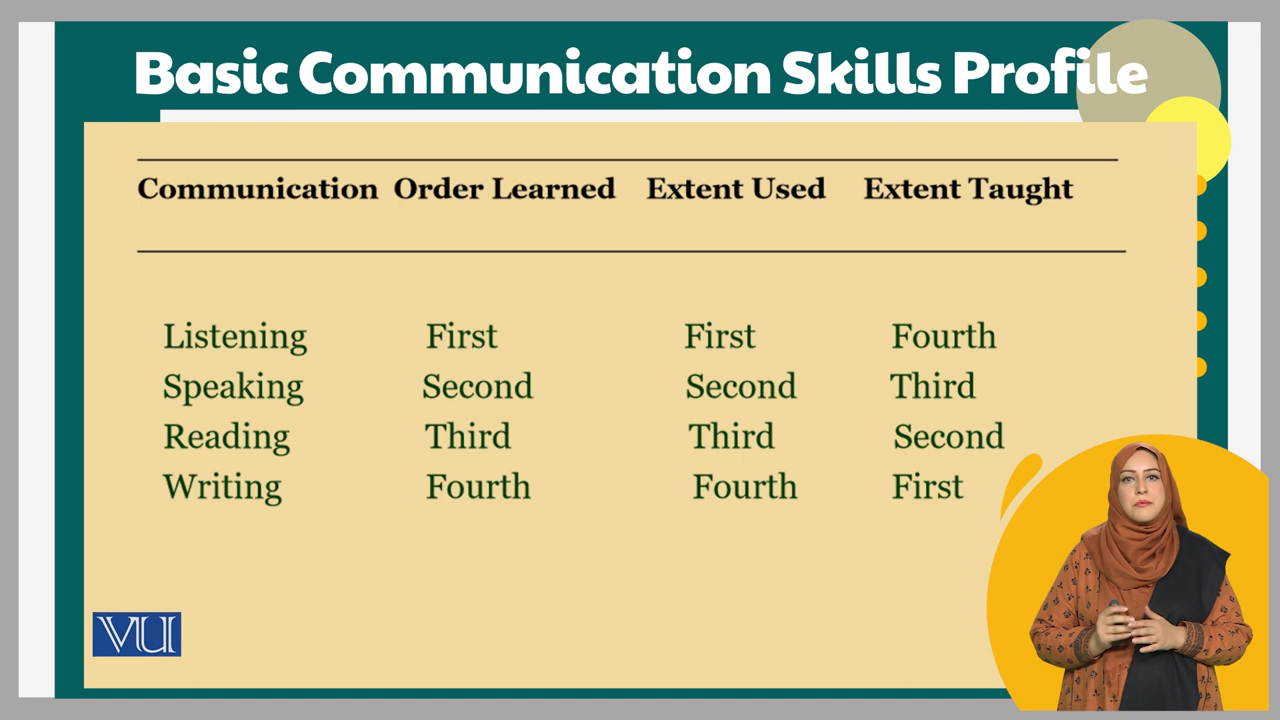 Basic Communication Skills Profile
Communication Order Learned Extent Used Extent Taught
Listening First First Fourth
Speaking Second Second Third
Reading Third Third Second
Writing Fourth Fourth First
VU